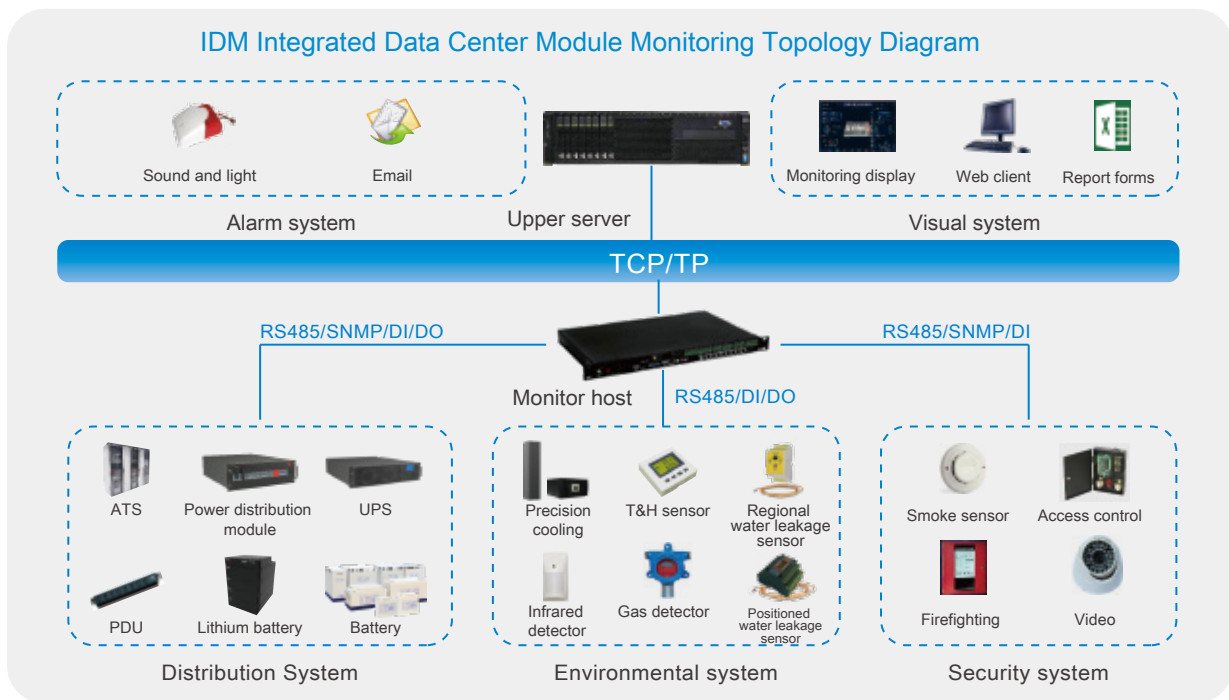 IDM Integrated Data Center Module Monitoring Topology Diagram
Sound and light
Email
Alarm system
Upper server
Monitoring display
Web client
Report forms
Visual system
TCP/TP
RS485/SNMP/DI/DO
RS485/SNMP/DI
Monitor host
RS485/DI/DO
ATS
Power distribution
module
UPS
PDU
Lithium battery
Battery
Distribution System
Precision
cooling
T&H sensor
Regional
water leakage
sensor
Infrared
detector
Gas detector
Positioned
water leakage
sensor
Environmental system
Smoke sensor
Access control
Firefighting
Video
Security system